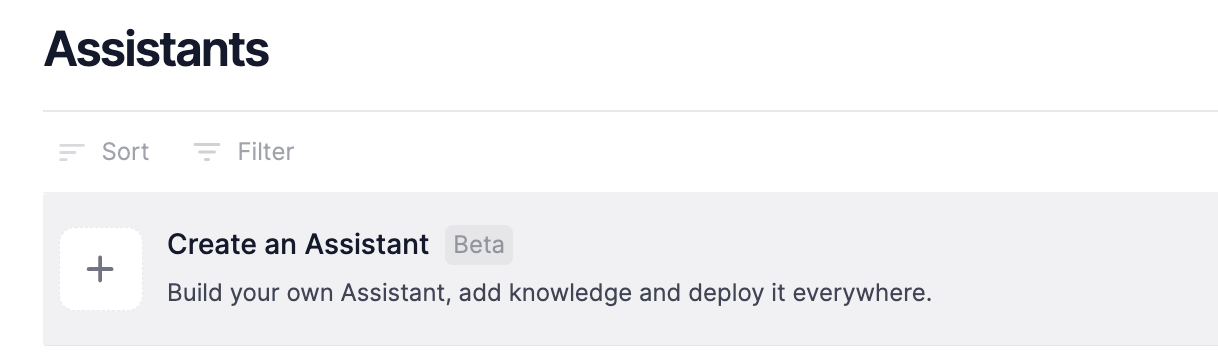 Assistants
Sort Filter
Create an Assistant Beta
Build your own Assistant, add knowledge and deploy it everywhere.